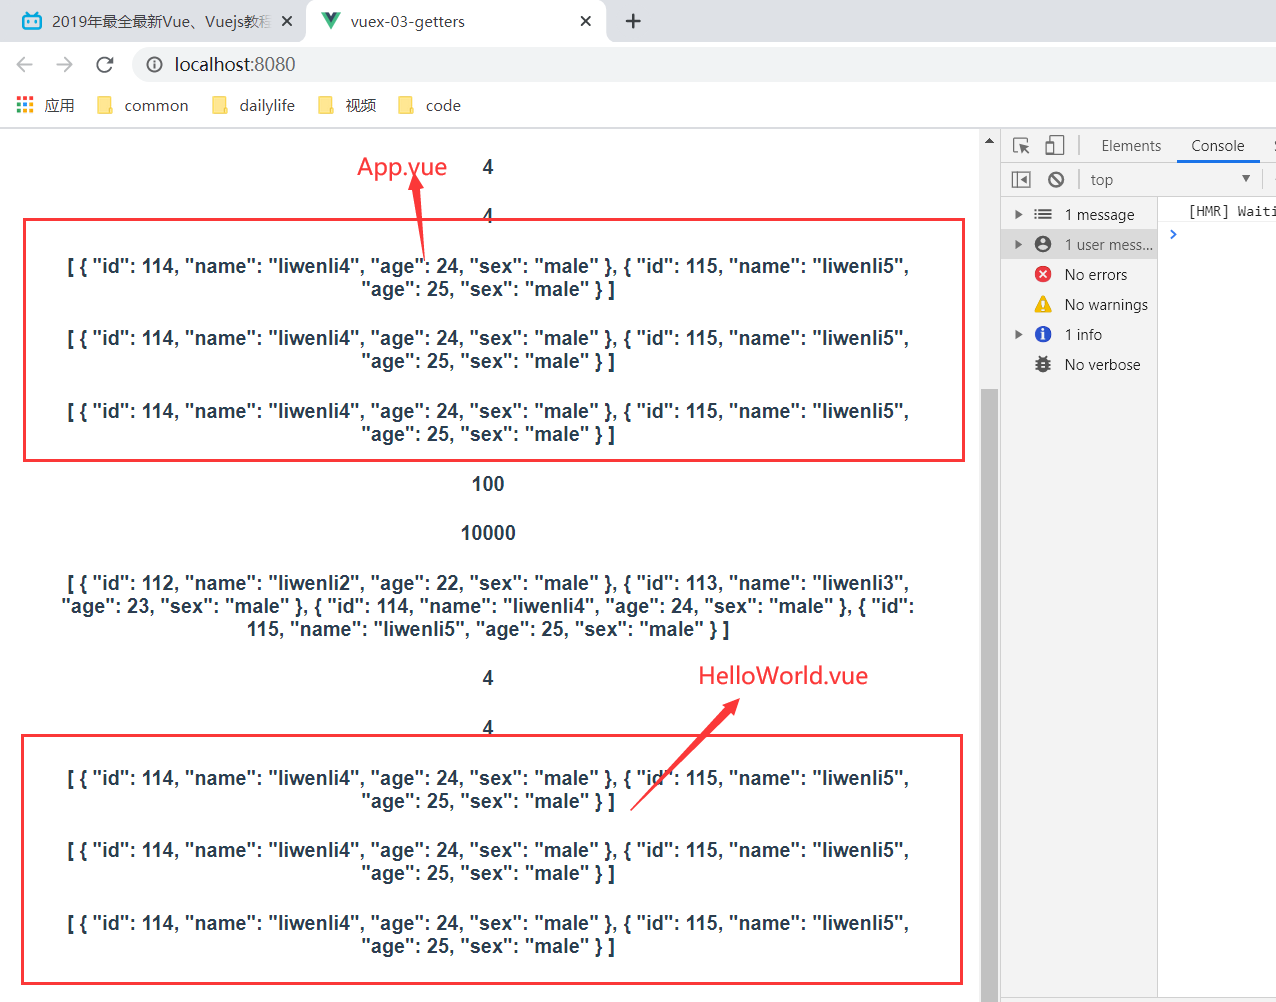 2019年最全最新Vue、Vuejs教程
vuex-03-getters
localhost:8080
应用
common
dailylife
视频
code
App.vue
4
4
[ { "id": 114, "name": "liwenli4", "age": 24, "sex": "male" }, { "id": 115, "name": "liwenli5",
"age": 25, "sex": "male" } ]
[ { "id": 114, "name": "liwenli4", "age": 24, "sex": "male" }, { "id": 115, "name": "liwenli5",
"age": 25, "sex": "male" } ]
[ { "id": 114, "name": "liwenli4", "age": 24, "sex": "male" }, { "id": 115, "name": "liwenli5",
"age": 25, "sex": "male" } ]
100
10000
[ { "id": 112, "name": "liwenli2", "age": 22, "sex": "male" }, { "id": 113, "name": "liwenli3",
"age": 23, "sex": "male" }, { "id": 114, "name": "liwenli4", "age": 24, "sex": "male" }, { "id":
115, "name": "liwenli5", "age": 25, "sex": "male" } ]
4
HelloWorld.vue
4
[ { "id": 114, "name": "liwenli4", "age": 24, "sex": "male" }, { "id": 115, "name": "liwenli5",
"age": 25, "sex": "male" } ]
[ { "id": 114, "name": "liwenli4", "age": 24, "sex": "male" }, { "id": 115, "name": "liwenli5",
"age": 25, "sex": "male" } ]
[ { "id": 114, "name": "liwenli4", "age": 24, "sex": "male" }, { "id": 115, "name": "liwenli5",
"age": 25, "sex": "male" } ]
Elements
Console
top
1 message
1 user mess...
No errors
No warnings
1 info
No verbose
[HMR] Waiti